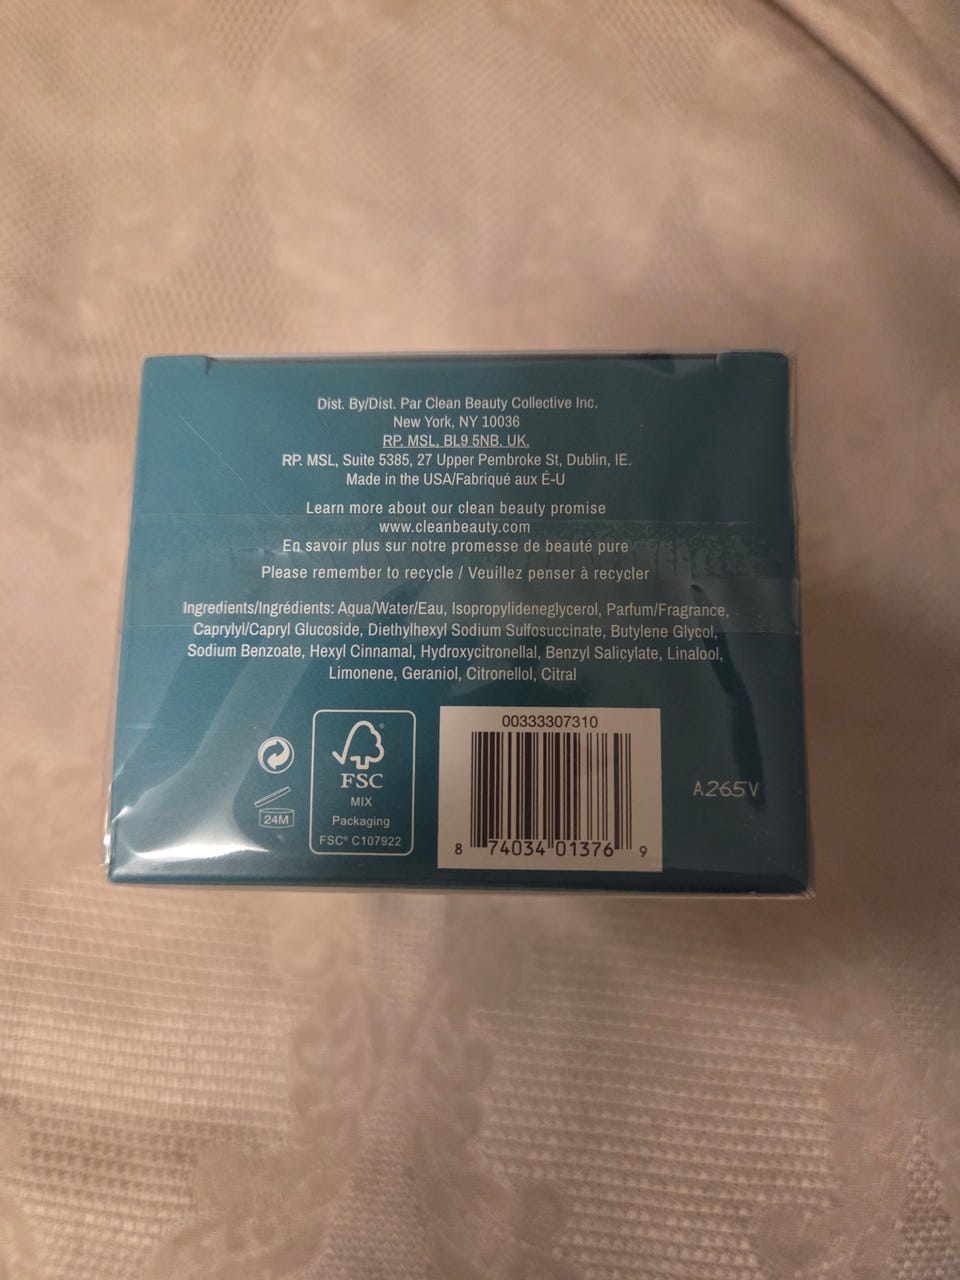 Dist. By/Dist. Par Clean Beauty Collective Inc.
New York, NY 10036
RP. MSL, BL9 5NB. UK.
RP. MSL, Suite 5385, 27 Upper Pembroke St, Dublin, IE.
Made in the USA/Fabriqué aux É-U
Learn more about our clean beauty promise
www.cleanbeauty.com
En savoir plus sur notre promesse de beauté pure
Please remember to recycle / Veuillez penser à recycler
Ingredients/Ingrédients: Aqua/Water/Eau, Isopropylideneglycerol, Parfum/Fragrance,
Caprylyl/Capryl Glucoside, Diethylhexyl Sodium Sulfosuccinate, Butylene Glycol,
Sodium Benzoate, Hexyl Cinnamal, Hydroxycitronellal, Benzyl Salicylate, Linalool,
Limonene, Geraniol, Citronellol, Citral
24M
FSC®
MIX
Packaging
FSC® C107922
00333307310
8 74034 01376 9
A265V